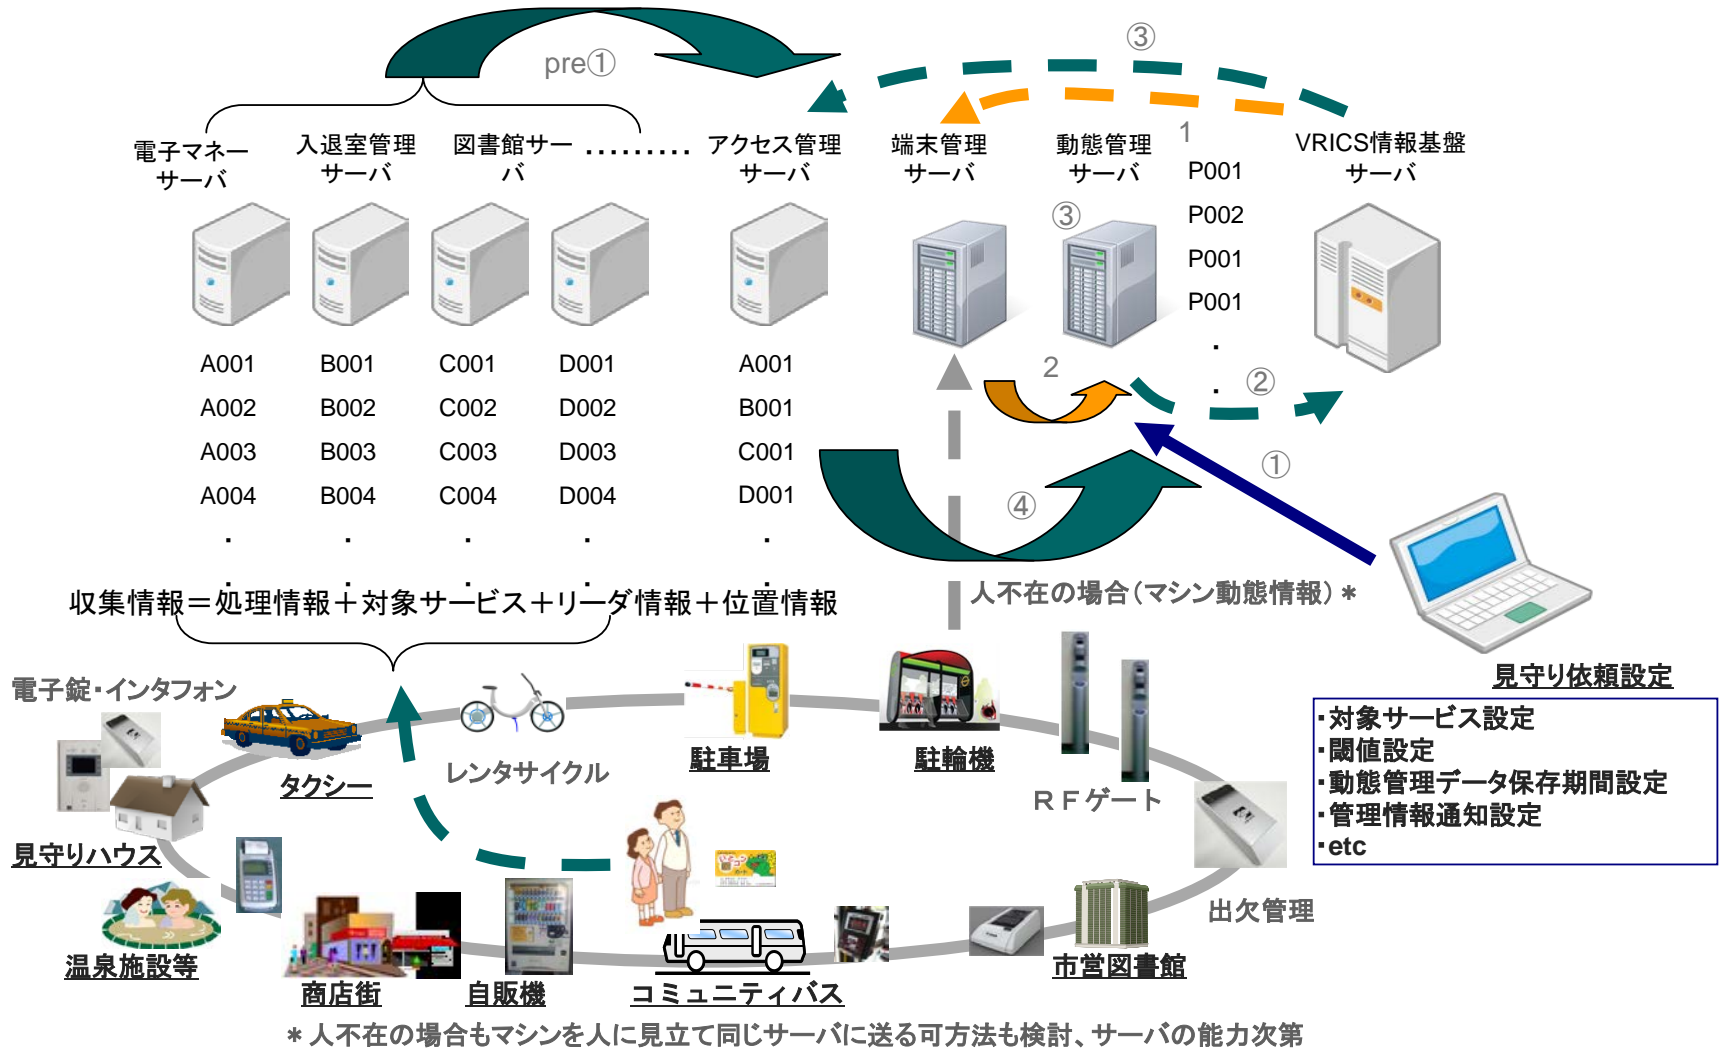 pre①
③
電子マネー
サーバ
入退室管理
サーバ
図書館サー
バ
………
アクセス管理
サーバ
端末管理
サーバ
動態管理
サーバ
1
VRICS情報基盤
サーバ
P001
P002
P001
P001
・
・
③
2
②
A001
A002
A003
A004
・
・
B001
B002
B003
B004
・
・
C001
C002
C003
C004
・
・
D001
D002
D003
D004
・
・
A001
B001
C001
D001
・
・
①
④
収集情報＝処理情報＋対象サービス＋リーダ情報＋位置情報
人不在の場合（マシン動態情報）＊
見守り依頼設定
・対象サービス設定
・閾値設定
・動態管理データ保存期間設定
・管理情報通知設定
・etc
電子錠・インタフォン
タクシー
レンタサイクル
駐車場
駐輪機
ＲＦゲート
見守りハウス
出欠管理
温泉施設等
商店街
自販機
コミュニティバス
市営図書館
＊人不在の場合もマシンを人に見立て同じサーバに送る可方法も検討、サーバの能力次第